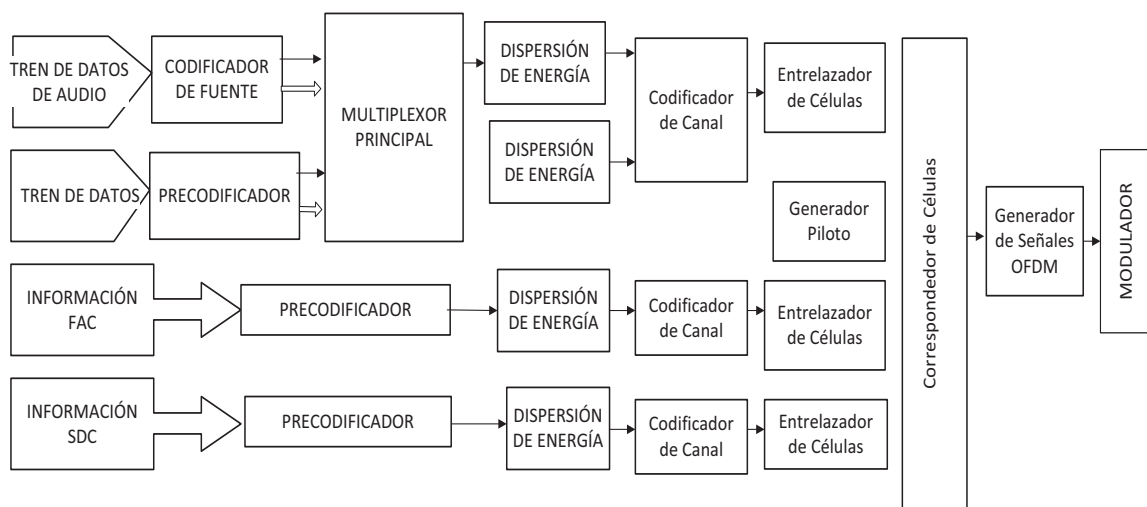 TREN DE DATOS
DE AUDIO
CODIFICADOR
DE FUENTE
MULTIPLEXOR
PRINCIPAL
DISPERSIÓN
DE ENERGÍA
Codificador
de Canal
Entrelazador
de Células
TREN DE DATOS
PRECODIFICADOR
DISPERSIÓN
DE ENERGÍA
Generador
Piloto
Correspondedor de Células
Generador
de Señales
OFDM
MODULADOR
INFORMACIÓN
FAC
PRECODIFICADOR
DISPERSIÓN
DE ENERGÍA
Codificador
de Canal
Entrelazador
de Células
INFORMACIÓN
SDC
PRECODIFICADOR
DISPERSIÓN
DE ENERGÍA
Codificador
de Canal
Entrelazador
de Células